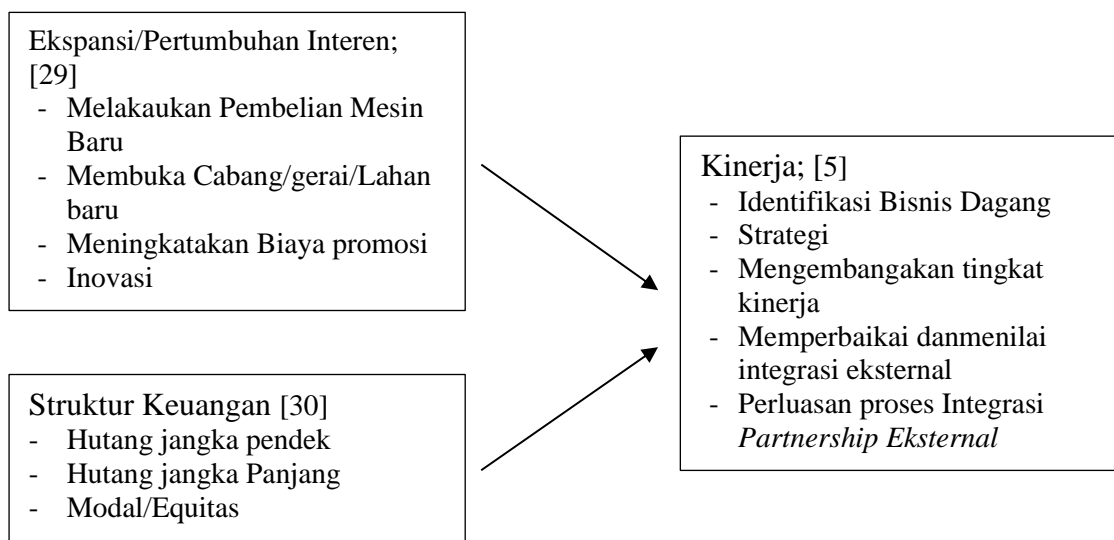 Ekspansi/Pertumbuhan Interen;
[29]
- Melakaukan Pembelian Mesin
Baru
- Membuka Cabang/gerai/Lahan
baru
- Meningkatakan Biaya promosi
- Inovasi
Struktur Keuangan [30]
- Hutang jangka pendek
- Hutang jangka Panjang
- Modal/Equitas
Kinerja; [5]
- Identifikasi Bisnis Dagang
- Strategi
- Mengembangakan tingkat
kinerja
- Memperbaikai danmenilai
integrasi eksternal
- Perluasan proses Integrasi
Partnership Eksternal